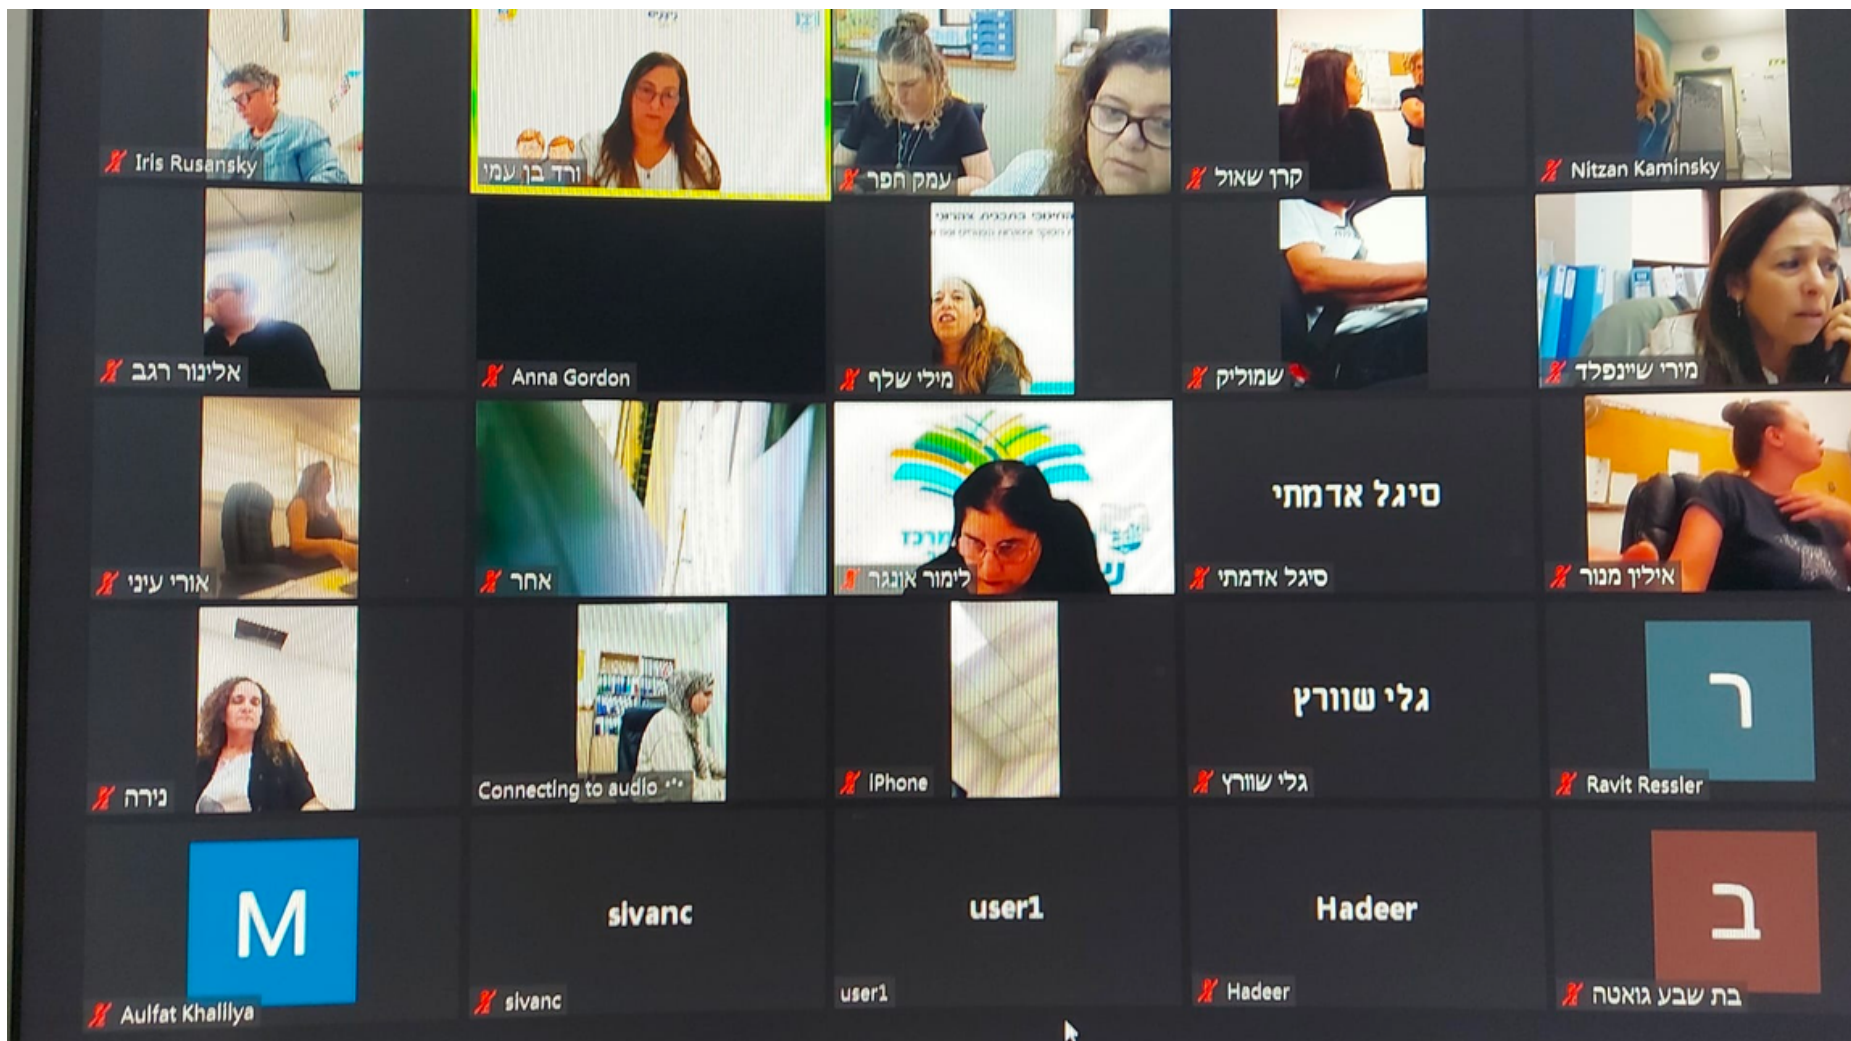 Iris Rusansky
ורד בן עמי
עמק חפר
קרן שאול
Nitzan Kaminsky
אלינור רגב
Anna Gordon
מילי שלף
שמוליק
מירי שיינפלד
אורי עיני
אחר
מרכז
לימור אונגר
סיגל אדמתי
סיגל אדמתי
אילין מנור
נירה
Connecting to audio
iPhone
גלי שוורץ
גלי שוורץ
ר
Ravit Ressler
M
Aulfat Khaliliya
sivanc
sivanc
user1
user1
Hadeer
Hadeer
ב
בת שבע גואטה